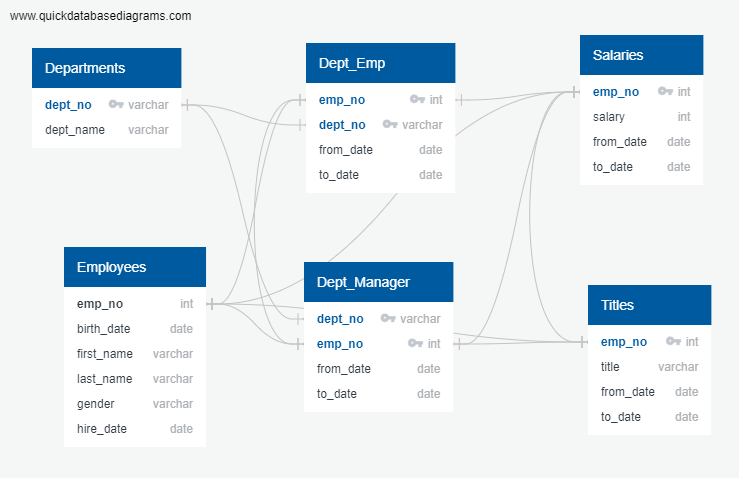 www.quickdatabasediagrams.com
Departments
dept_no varchar
dept_name varchar
Dept_Emp
emp_no int
dept_no varchar
from_date date
to_date date
Salaries
emp_no int
salary int
from_date date
to_date date
Employees
emp_no int
birth_date date
first_name varchar
last_name varchar
gender varchar
hire_date date
Dept_Manager
dept_no varchar
emp_no int
from_date date
to_date date
Titles
emp_no int
title varchar
from_date date
to_date date